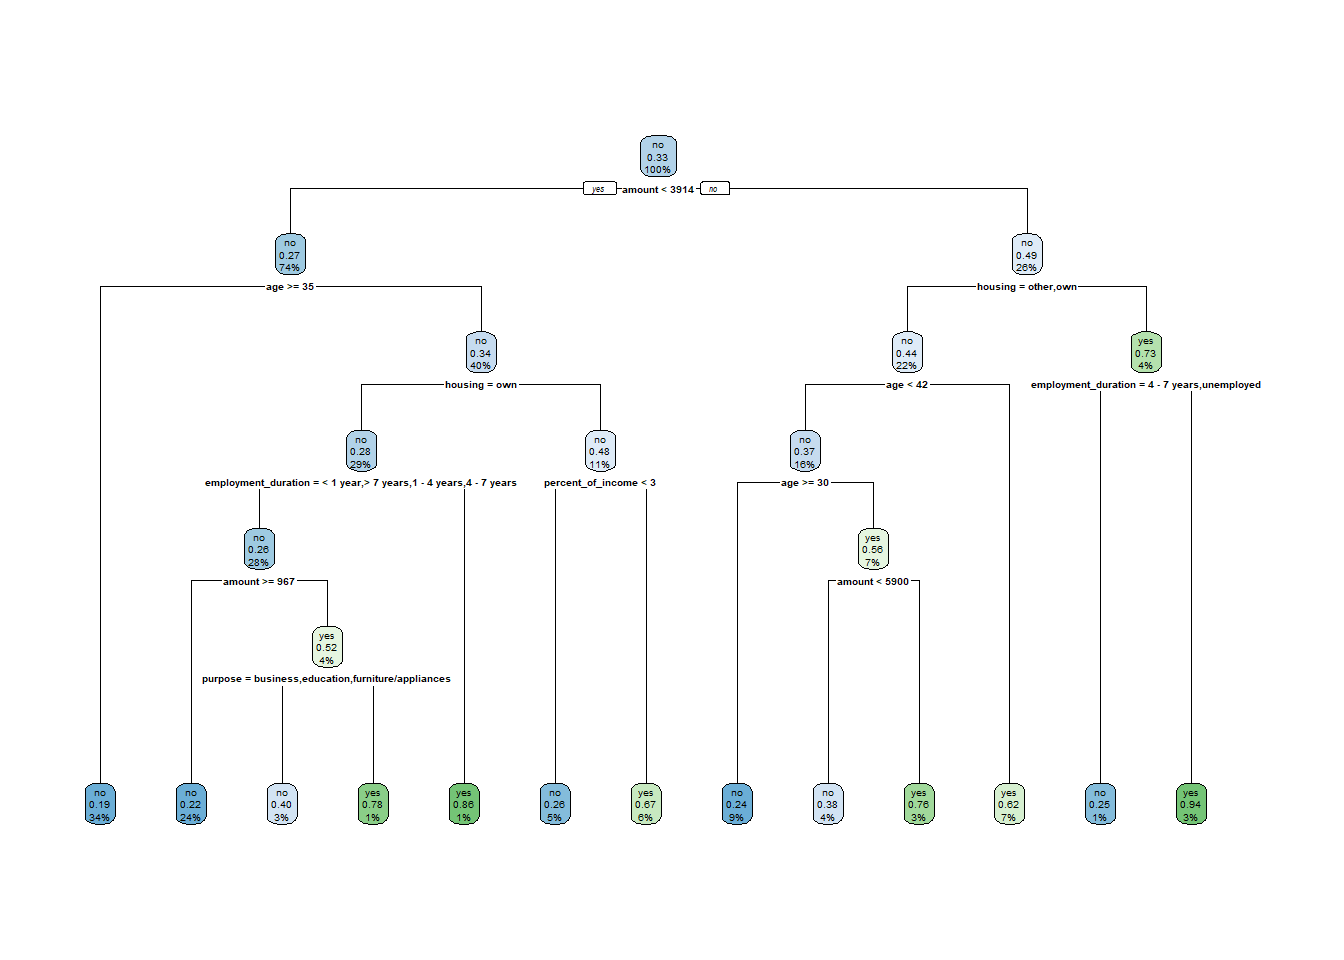 no
0.33
100%
yes amount < 3914 no
no
0.27
74%
no
0.49
26%
age >= 35
housing = other,own
no
0.34
40%
no
0.44
22%
yes
0.73
4%
housing = own
age < 42
employment_duration = 4 - 7 years,unemployed
no
0.28
29%
no
0.48
11%
no
0.37
16%
employment_duration = < 1 year,> 7 years,1 - 4 years,4 - 7 years
percent_of_income < 3
age >= 30
no
0.26
28%
yes
0.56
7%
amount >= 967
amount < 5900
yes
0.52
4%
purpose = business,education,furniture/appliances
no
0.19
34%
no
0.22
24%
no
0.40
3%
yes
0.78
1%
yes
0.86
1%
no
0.26
5%
yes
0.67
6%
no
0.24
9%
no
0.38
4%
yes
0.76
3%
yes
0.62
7%
no
0.25
1%
yes
0.94
3%